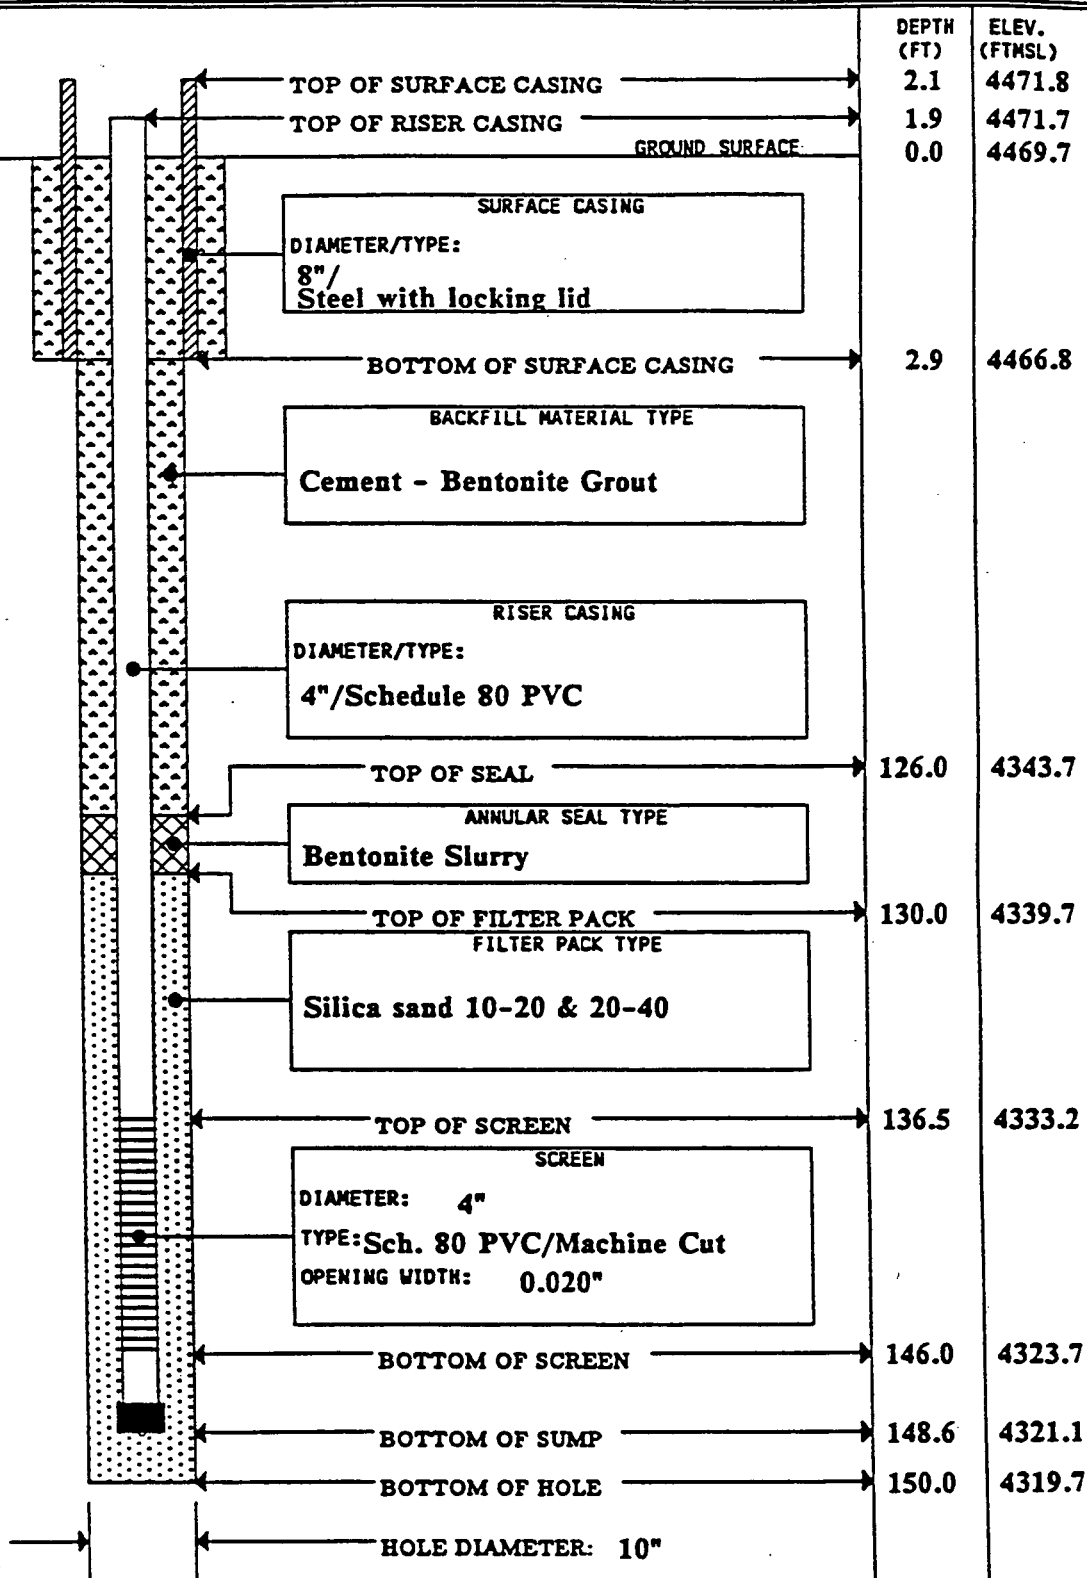 DEPTH ELEV.
(FT) (FTMSL)
TOP OF SURFACE CASING 2.1 4471.8
TOP OF RISER CASING 1.9 4471.7
GROUND SURFACE 0.0 4469.7
SURFACE CASING
DIAMETER/TYPE:
8"/
Steel with locking lid
BOTTOM OF SURFACE CASING 2.9 4466.8
BACKFILL MATERIAL TYPE
Cement - Bentonite Grout
RISER CASING
DIAMETER/TYPE:
4"/Schedule 80 PVC
TOP OF SEAL 126.0 4343.7
ANNULAR SEAL TYPE
Bentonite Slurry
TOP OF FILTER PACK 130.0 4339.7
FILTER PACK TYPE
Silica sand 10-20 & 20-40
TOP OF SCREEN 136.5 4333.2
SCREEN
DIAMETER: 4"
TYPE: Sch. 80 PVC/Machine Cut
OPENING WIDTH: 0.020"
BOTTOM OF SCREEN 146.0 4323.7
BOTTOM OF SUMP 148.6 4321.1
BOTTOM OF HOLE 150.0 4319.7
HOLE DIAMETER: 10"